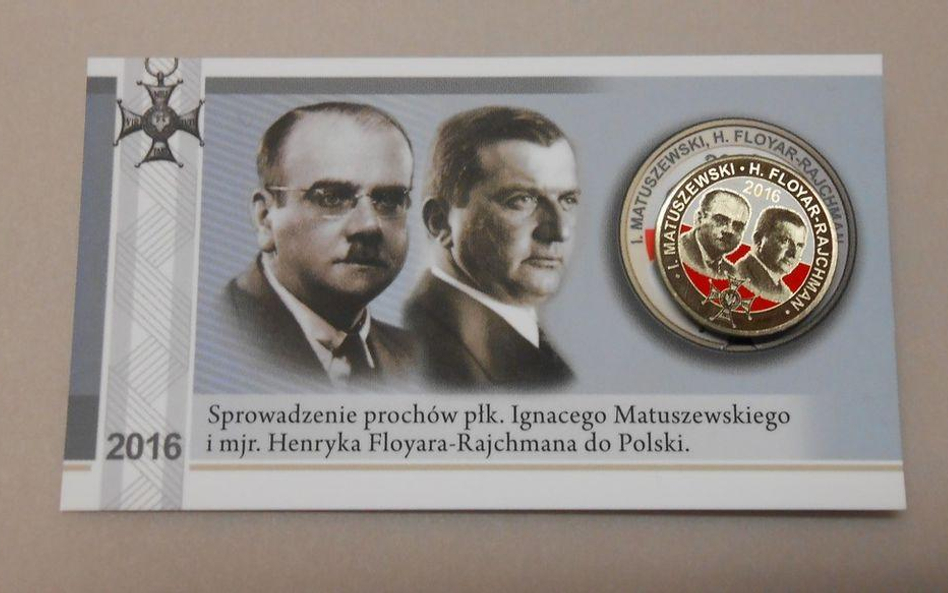 I. MATUSZEWSKI, H. FLOYAR-RAJCHMAN
I. MATUSZEWSKI • H. FLOYAR-RAJCHMAN
2016
Sprowadzenie prochów płk. Ignacego Matuszewskiego
i mjr. Henryka Floyara-Rajchmana do Polski.
2016